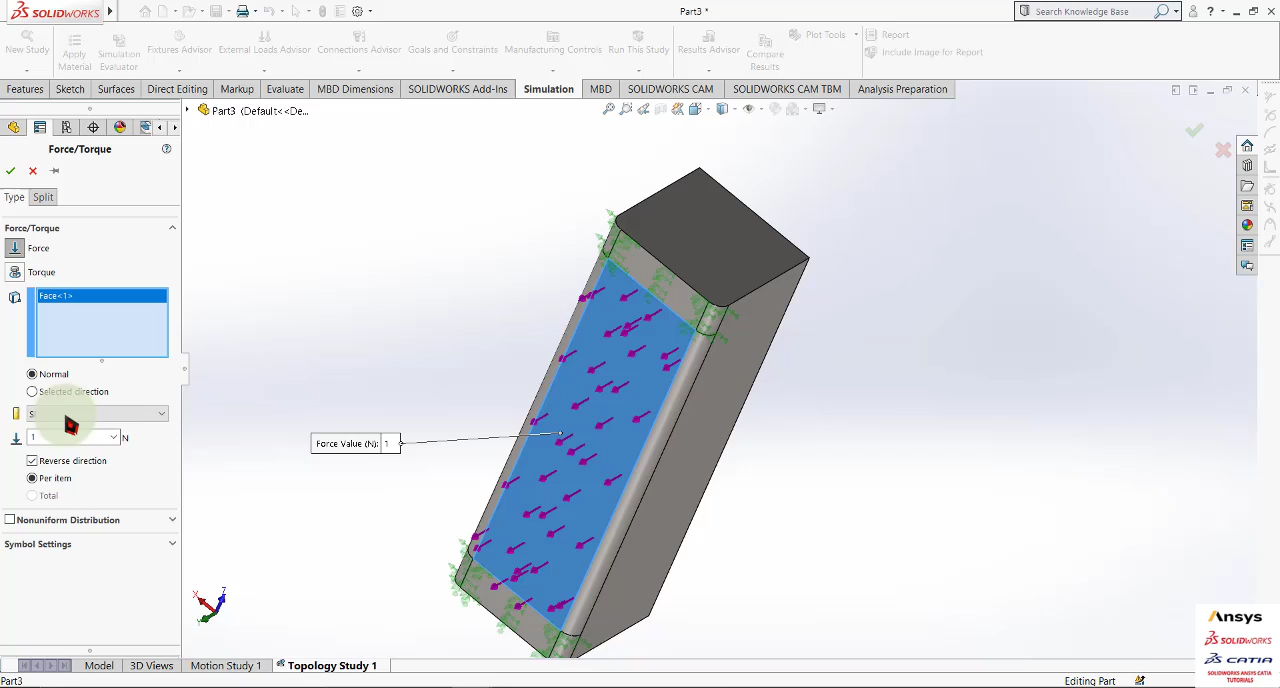 SOLIDWORKS
Part3 *
Search Knowledge Base
?
New Study
Apply Material
Simulation Evaluator
Fixtures Advisor
External Loads Advisor
Connections Advisor
Goals and Constraints
Manufacturing Controls
Run This Study
Results Advisor
Compare Results
Plot Tools
Report
Include Image for Report
Features
Sketch
Surfaces
Direct Editing
Markup
Evaluate
MBD Dimensions
SOLIDWORKS Add-Ins
Simulation
MBD
SOLIDWORKS CAM
SOLIDWORKS CAM TBM
Analysis Preparation
Part3 (Default<<De...
Force/Torque
?
Type
Split
Force/Torque
Force
Torque
Face<1>
Normal
Selected direction
1 N
Reverse direction
Per item
Total
Nonuniform Distribution
Symbol Settings
Force Value (N): 1
X
Y
Z
Ansys
SOLIDWORKS
CATIA
SOLIDWORKS ANSYS CATIA
TUTORIALS
Model
3D Views
Motion Study 1
Topology Study 1
Part3
Editing Part